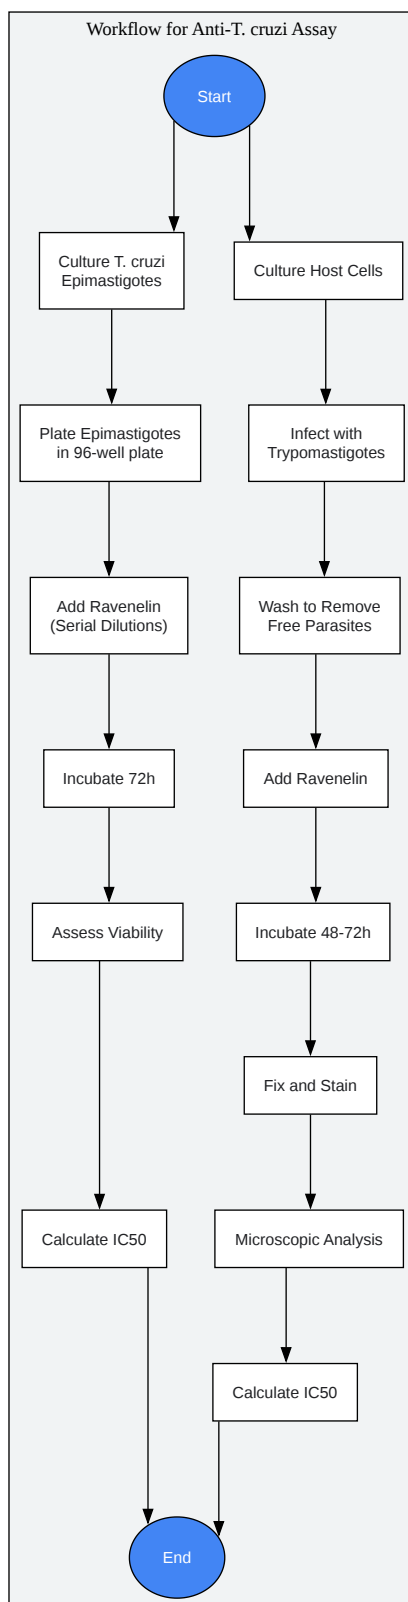 Workflow for Anti-T. cruzi Assay
Start
Culture T. cruzi
Epimastigotes
Culture Host Cells
Plate Epimastigotes
in 96-well plate
Infect with
Trypomastigotes
Add Ravenelin
(Serial Dilutions)
Wash to Remove
Free Parasites
Incubate 72h
Add Ravenelin
Assess Viability
Incubate 48-72h
Fix and Stain
Calculate IC50
Microscopic Analysis
Calculate IC50
End